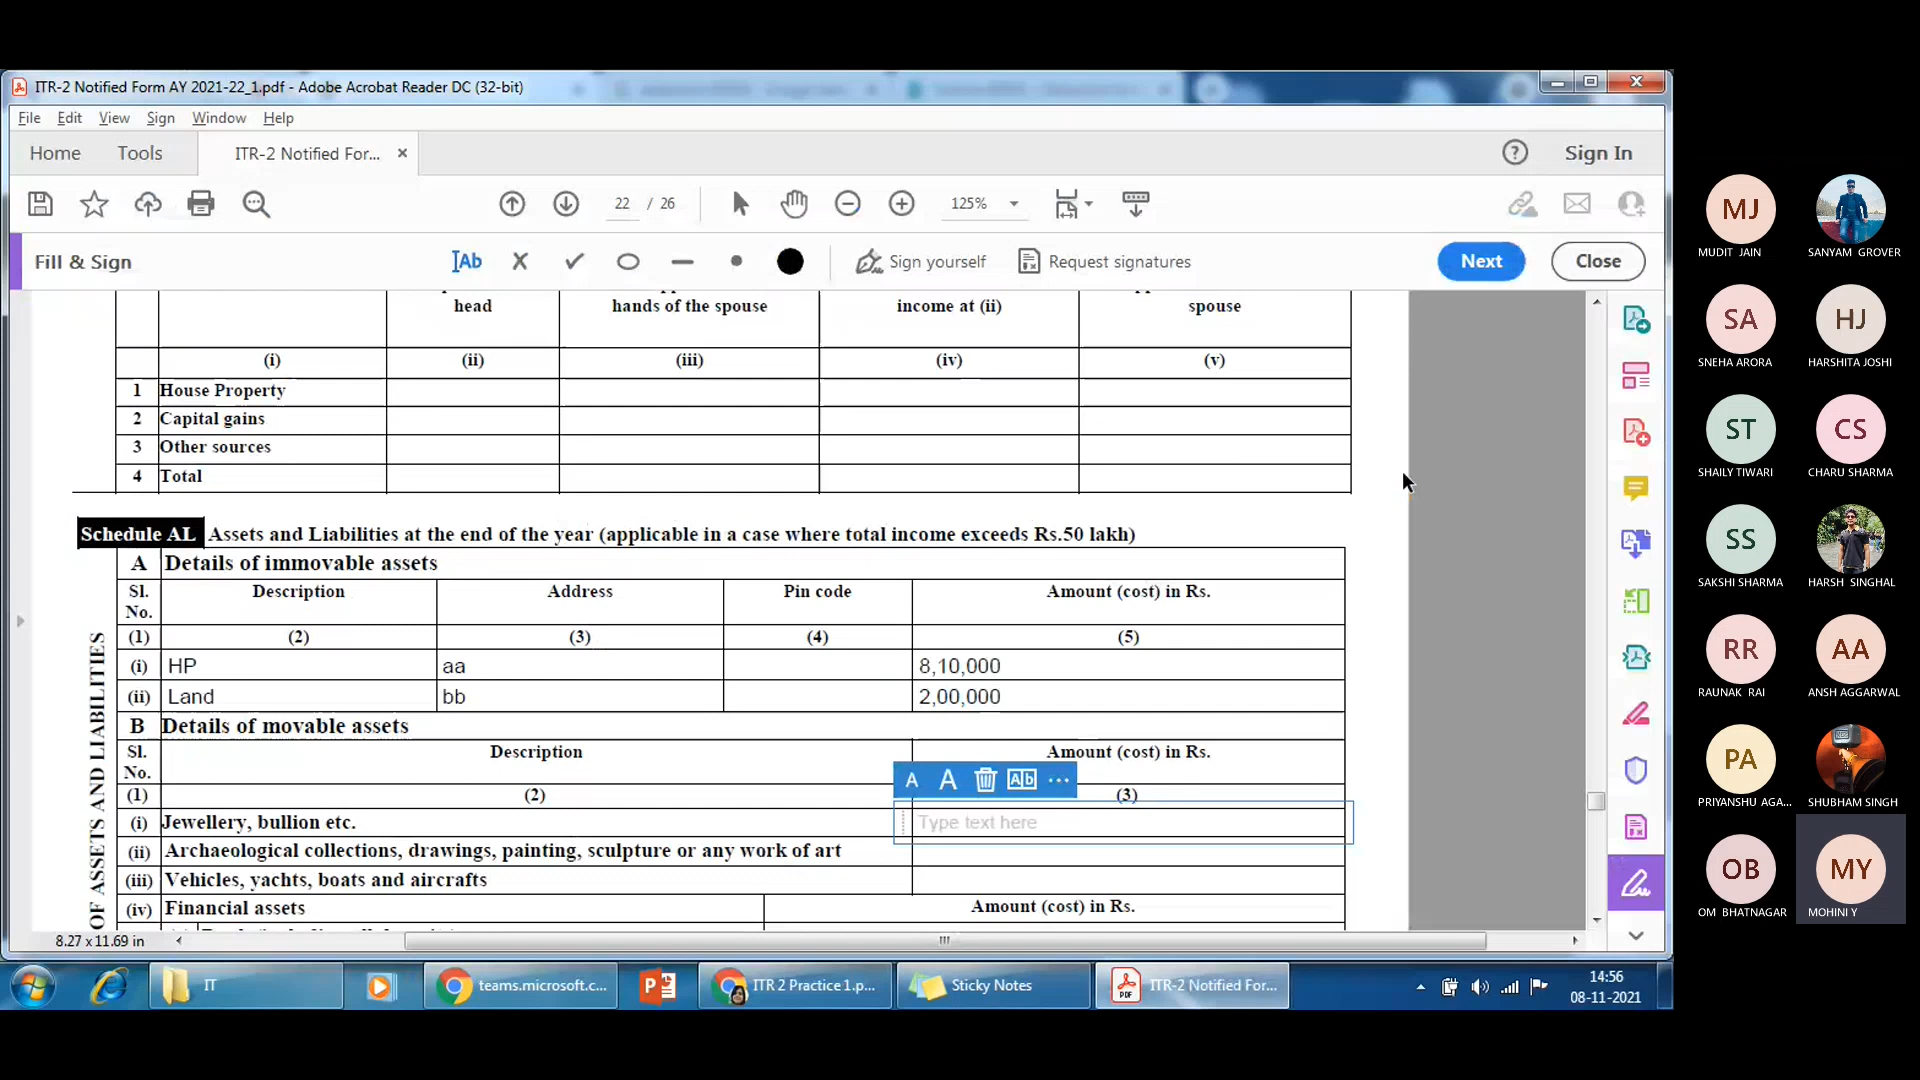 ITR-2 Notified Form AY 2021-22_1.pdf - Adobe Acrobat Reader DC (32-bit)
File Edit View Sign Window Help
Home Tools ITR-2 Notified For... × Sign In
22 / 26 125%
Fill & Sign Ab Sign yourself Request signatures Next Close
head hands of the spouse income at (ii) spouse
(i) (ii) (iii) (iv) (v)
1 House Property
2 Capital gains
3 Other sources
4 Total
Schedule AL Assets and Liabilities at the end of the year (applicable in a case where total income exceeds Rs.50 lakh)
A Details of immovable assets
Sl. No. Description Address Pin code Amount (cost) in Rs.
(1) (2) (3) (4) (5)
(i) HP aa 8,10,000
(ii) Land bb 2,00,000
B Details of movable assets
Sl. No. Description Amount (cost) in Rs.
A A Ab ...
(1) (2) (3)
(i) Jewellery, bullion etc. Type text here
(ii) Archaeological collections, drawings, painting, sculpture or any work of art
(iii) Vehicles, yachts, boats and aircrafts
(iv) Financial assets Amount (cost) in Rs.
OF ASSETS AND LIABILITIES
8.27 x 11.69 in
IT teams.microsoft.c... ITR 2 Practice 1.p... Sticky Notes PDF ITR-2 Notified For... 14:56
08-11-2021
MJ
MUDIT JAIN SANYAM GROVER
SA HJ
SNEHA ARORA HARSHITA JOSHI
ST CS
SHAILY TIWARI CHARU SHARMA
SS
SAKSHI SHARMA HARSH SINGHAL
RR AA
RAUNAK RAI ANSH AGGARWAL
PA
PRIYANSHU AGA... SHUBHAM SINGH
OB MY
OM BHATNAGAR MOHINI Y